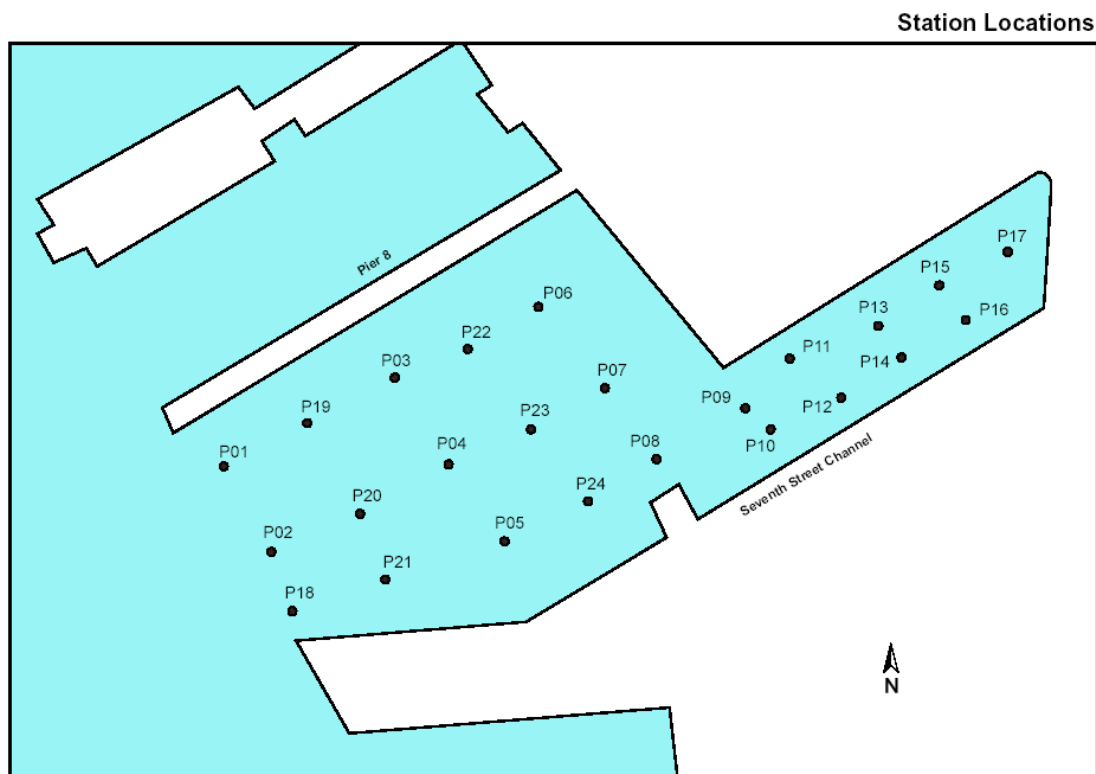 Station Locations
Pier 8
P17
P15
P06
P13
P16
P22
P11
P14
P03
P07
P19
P09
P12
P23
P10
P08
P04
P01
Seventh Street Channel
P20
P24
P05
P02
P21
P18
N